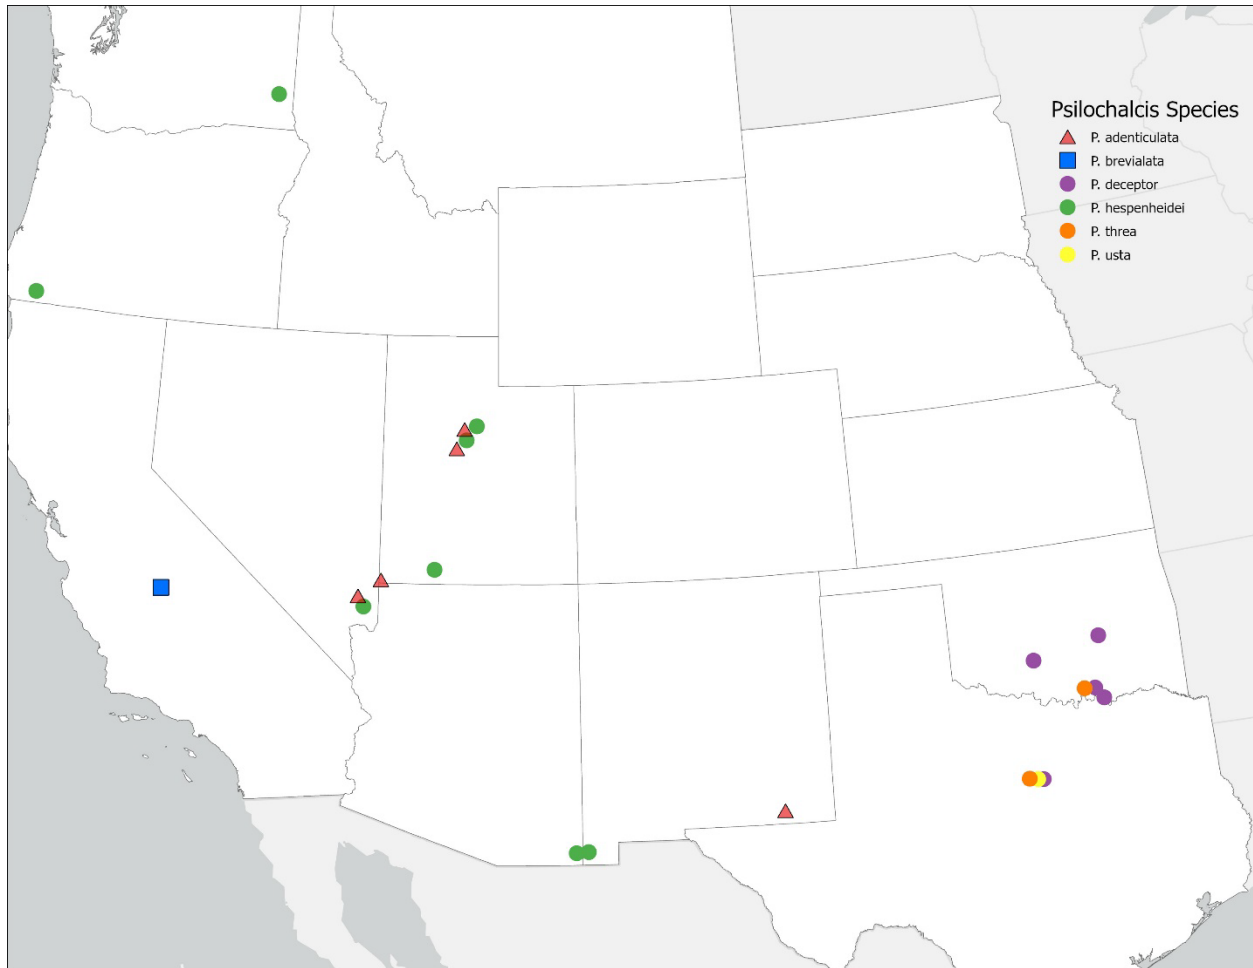 Psilochalcis Species
P. adenticulata
P. brevialata
P. deceptor
P. hespenheidei
P. threa
P. usta